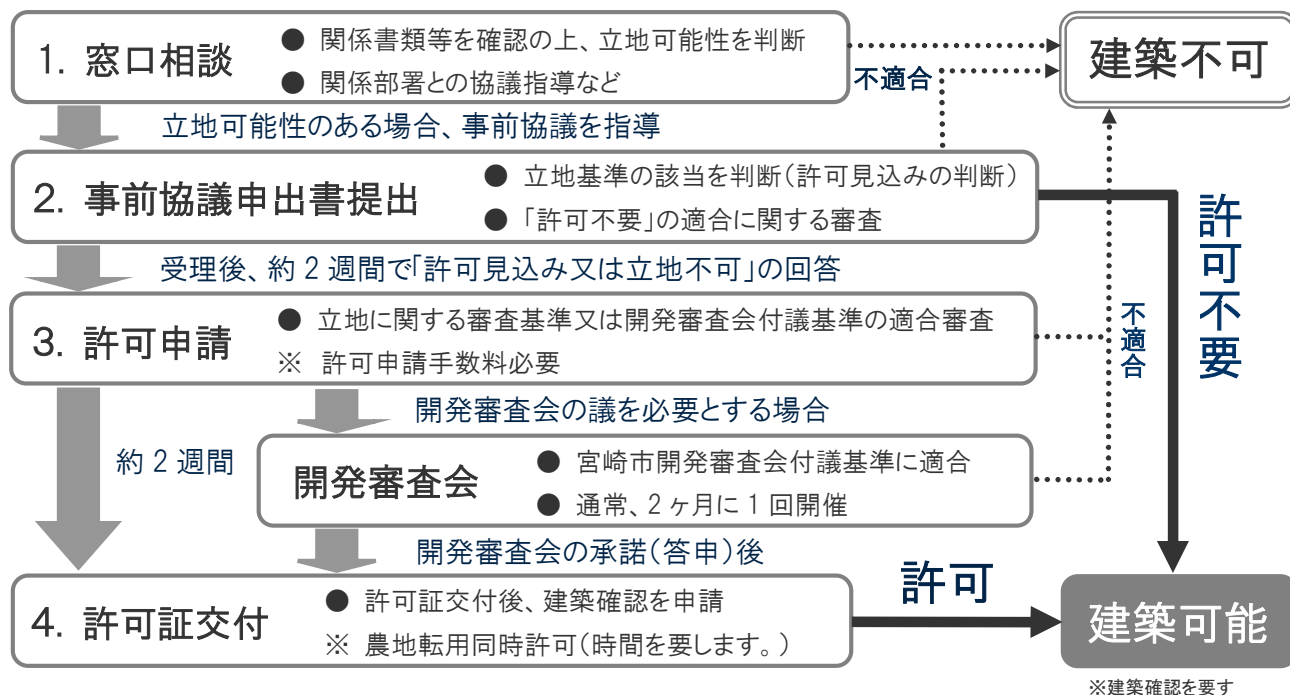 1. 窓口相談
● 関係書類等を確認の上、立地可能性を判断
● 関係部署との協議指導など
不適合
建築不可
立地可能性のある場合、事前協議を指導
2. 事前協議申出書提出
● 立地基準の該当を判断(許可見込みの判断)
● 「許可不要」の適合に関する審査
許可不要
受理後、約2週間で「許可見込み又は立地不可」の回答
3. 許可申請
● 立地に関する審査基準又は開発審査会付議基準の適合審査
※ 許可申請手数料必要
不適合
開発審査会の議を必要とする場合
約2週間
開発審査会
● 宮崎市開発審査会付議基準に適合
● 通常、2ヶ月に1回開催
開発審査会の承諾(答申)後
4. 許可証交付
● 許可証交付後、建築確認を申請
※ 農地転用同時許可(時間を要します。)
許可
建築可能
※建築確認を要す